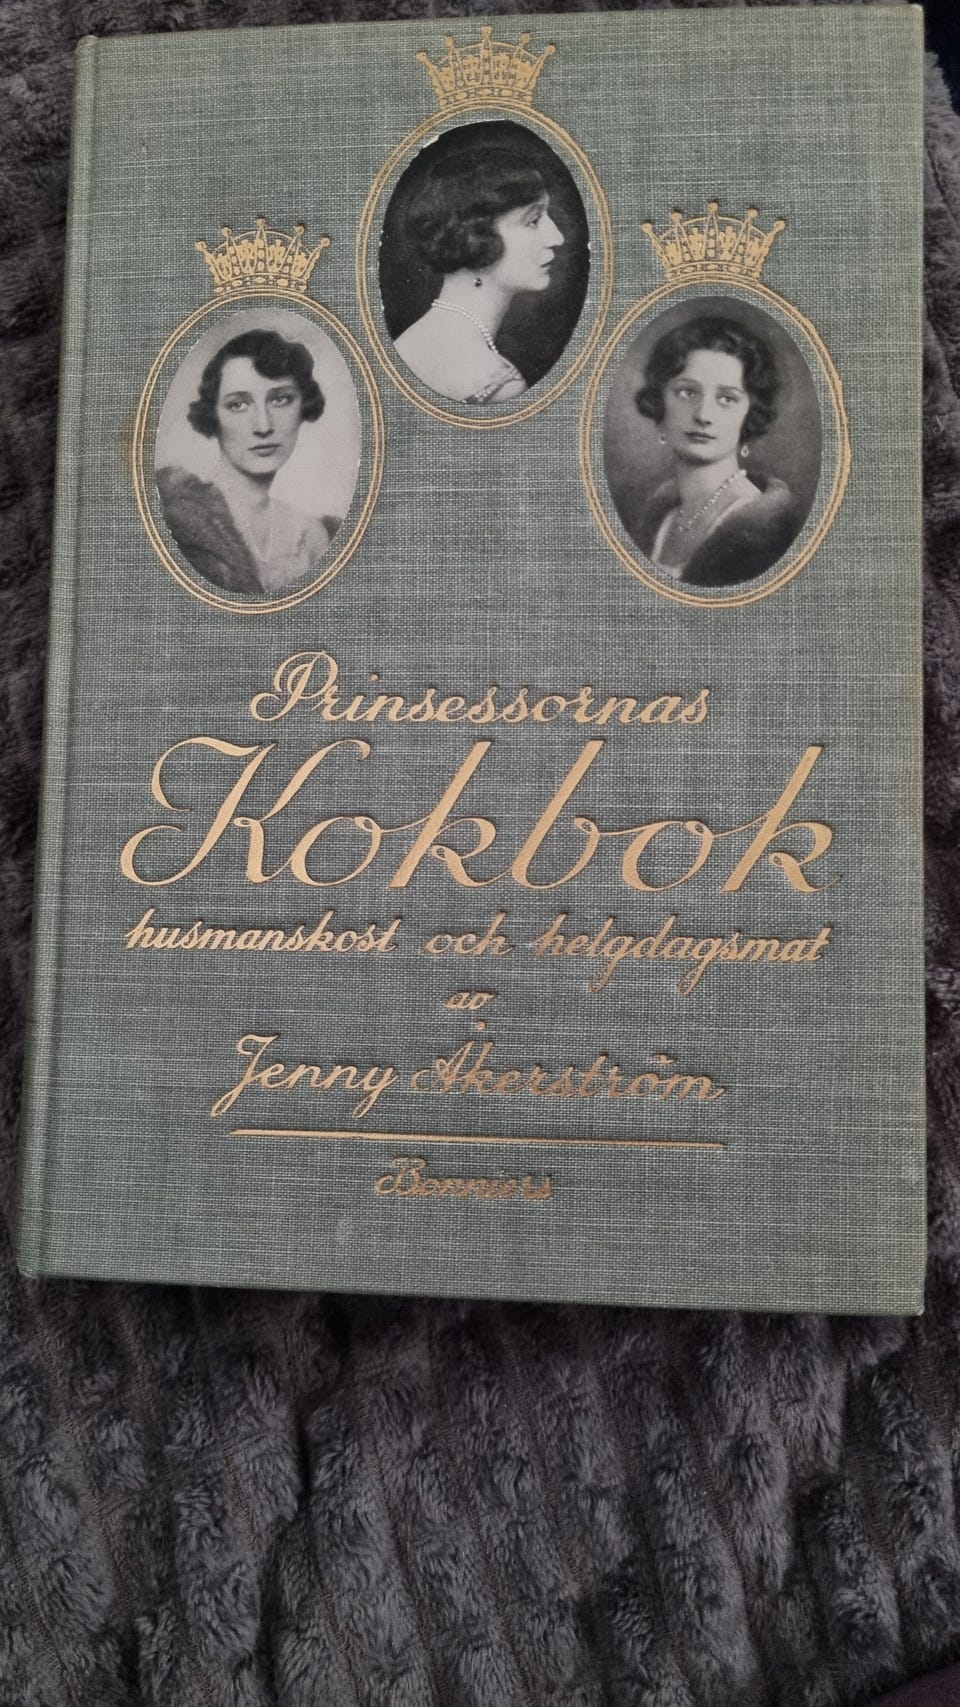 Prinsessornas
Kokbok
husmanskost och helgdagsmat
av
Jenny Åkerström
Bonniers